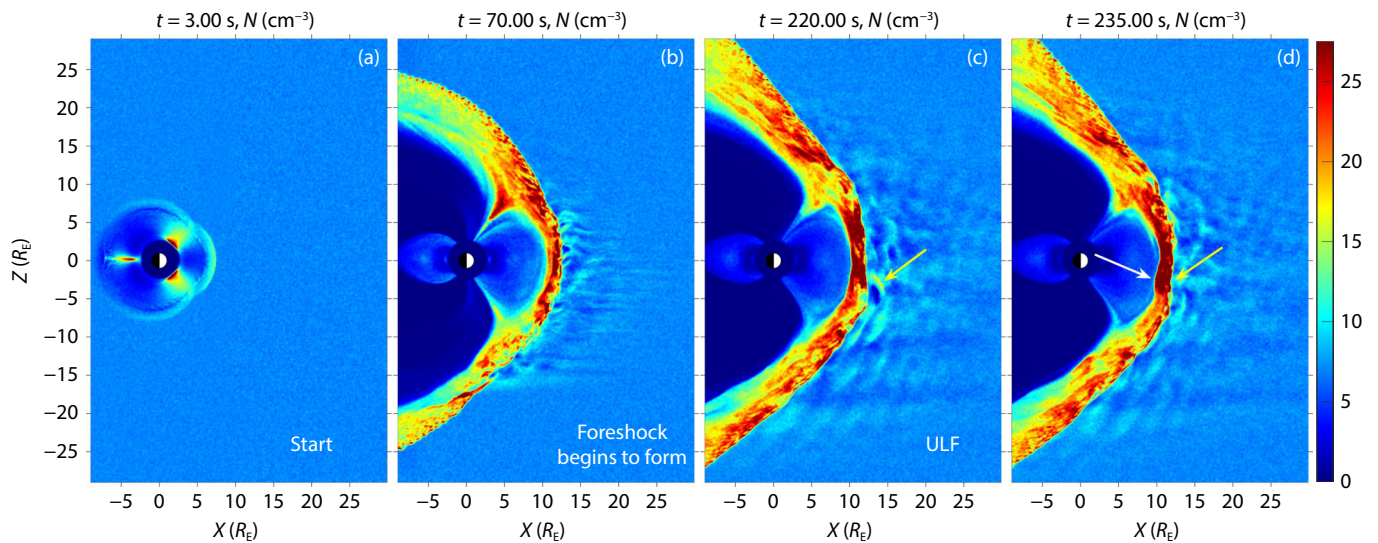 t = 3.00 s, N (cm⁻³)
t = 70.00 s, N (cm⁻³)
t = 220.00 s, N (cm⁻³)
t = 235.00 s, N (cm⁻³)
(a)
(b)
(c)
(d)
25
20
15
10
5
0
−5
−10
−15
−20
−25
Z (R_E)
Start
Foreshock
begins to form
ULF
−5 0 5 10 15 20 25
−5 0 5 10 15 20 25
−5 0 5 10 15 20 25
−5 0 5 10 15 20 25
X (R_E)
X (R_E)
X (R_E)
X (R_E)
25
20
15
10
5
0